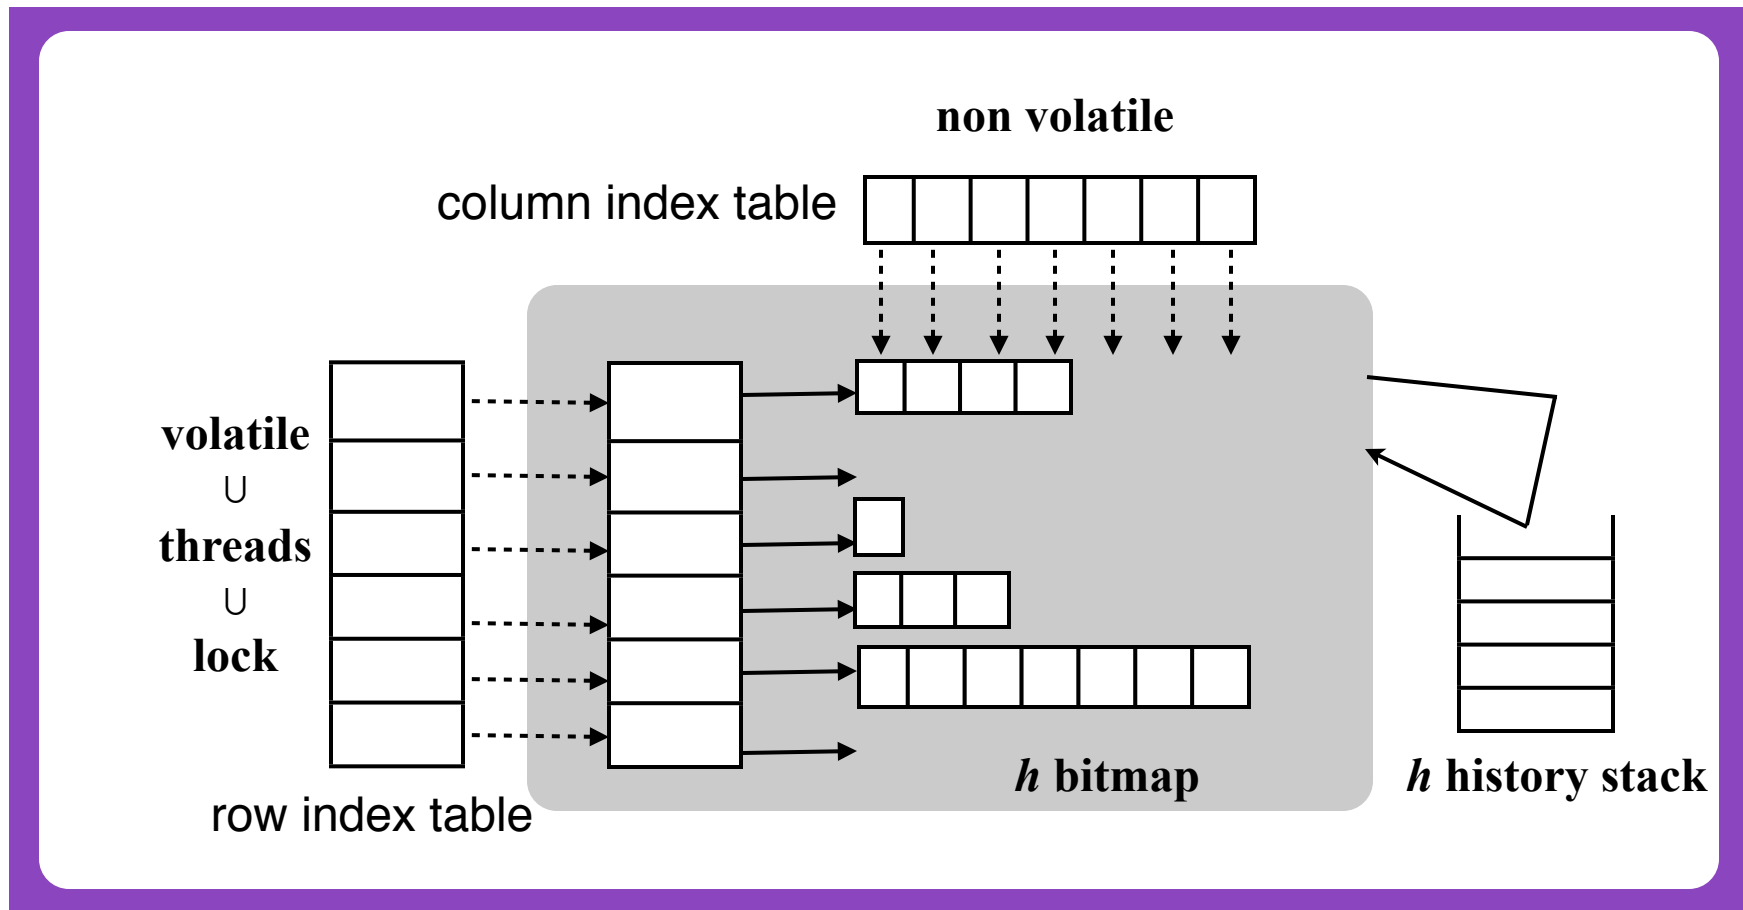 non volatile
column index table
volatile
∪
threads
∪
lock
row index table
h bitmap
h history stack